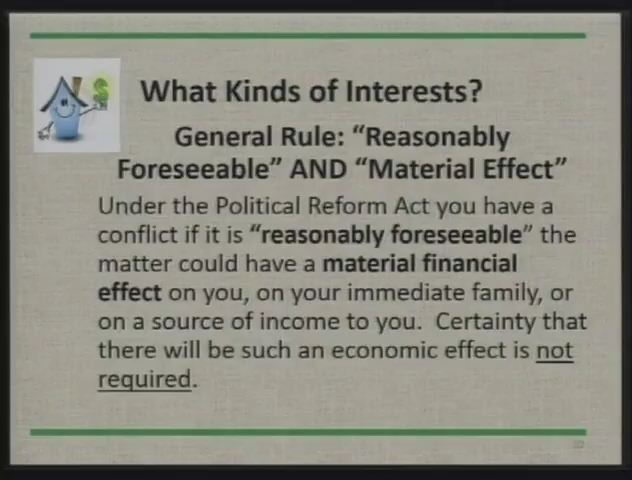 What Kinds of Interests?
General Rule: “Reasonably
Foreseeable” AND “Material Effect”
Under the Political Reform Act you have a
conflict if it is “reasonably foreseeable” the
matter could have a material financial
effect on you, on your immediate family, or
on a source of income to you.  Certainty that
there will be such an economic effect is not
required.